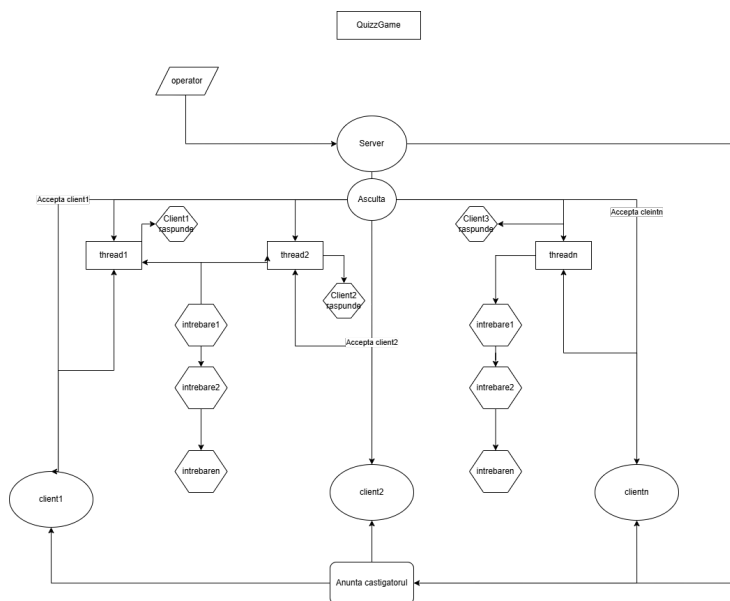 QuizzGame
operator
Server
Accepta client1
Asculta
Client1
raspunde
Client3
raspunde
Accepta cleintn
thread1
thread2
threadn
Client2
raspunde
intrebare1
intrebare1
Accepta client2
intrebare2
intrebare2
intrebaren
intrebaren
client1
client2
clientn
Anunta castigatorul